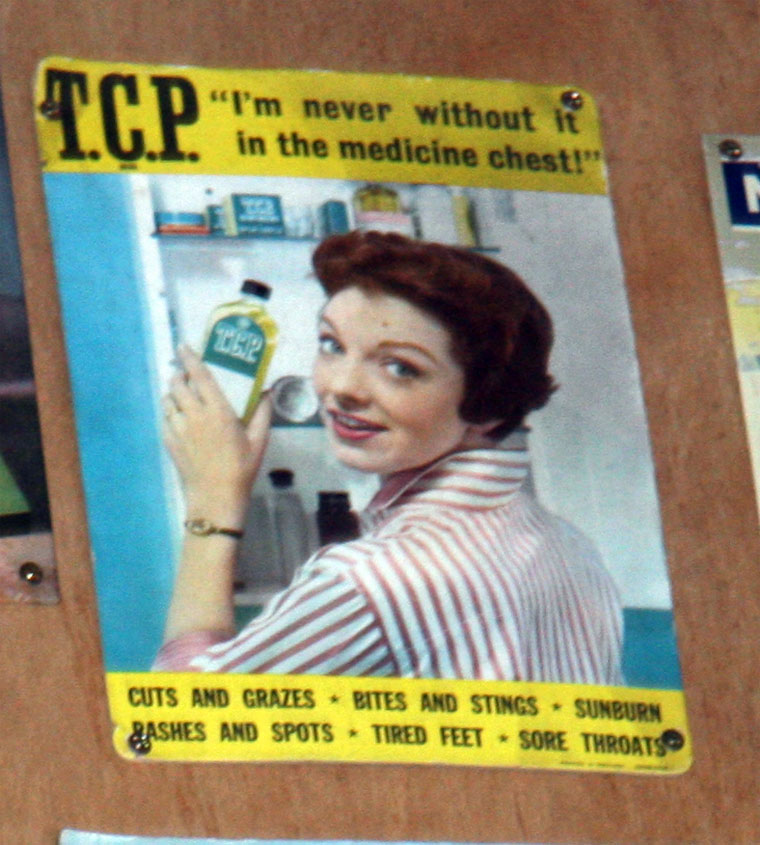 T.C.P. "I'm never without it
in the medicine chest!"
T.C.P
CUTS AND GRAZES * BITES AND STINGS * SUNBURN
RASHES AND SPOTS * TIRED FEET * SORE THROATS
N